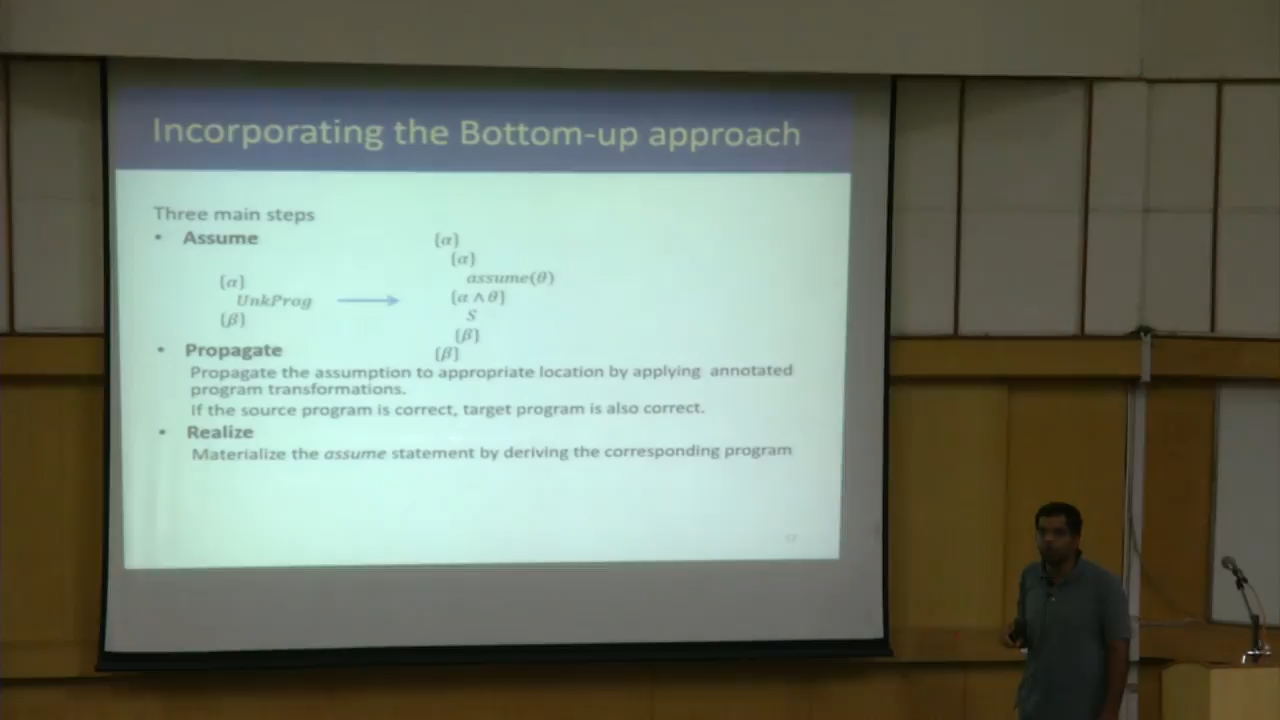 Incorporating the Bottom-up approach
Three main steps
• Assume
{α}
UnkProg
{β}
{α}
{α}
assume(θ)
{α ∧ θ}
S
{β}
{β}
• Propagate
Propagate the assumption to appropriate location by applying annotated
program transformations.
If the source program is correct, target program is also correct.
• Realize
Materialize the assume statement by deriving the corresponding program